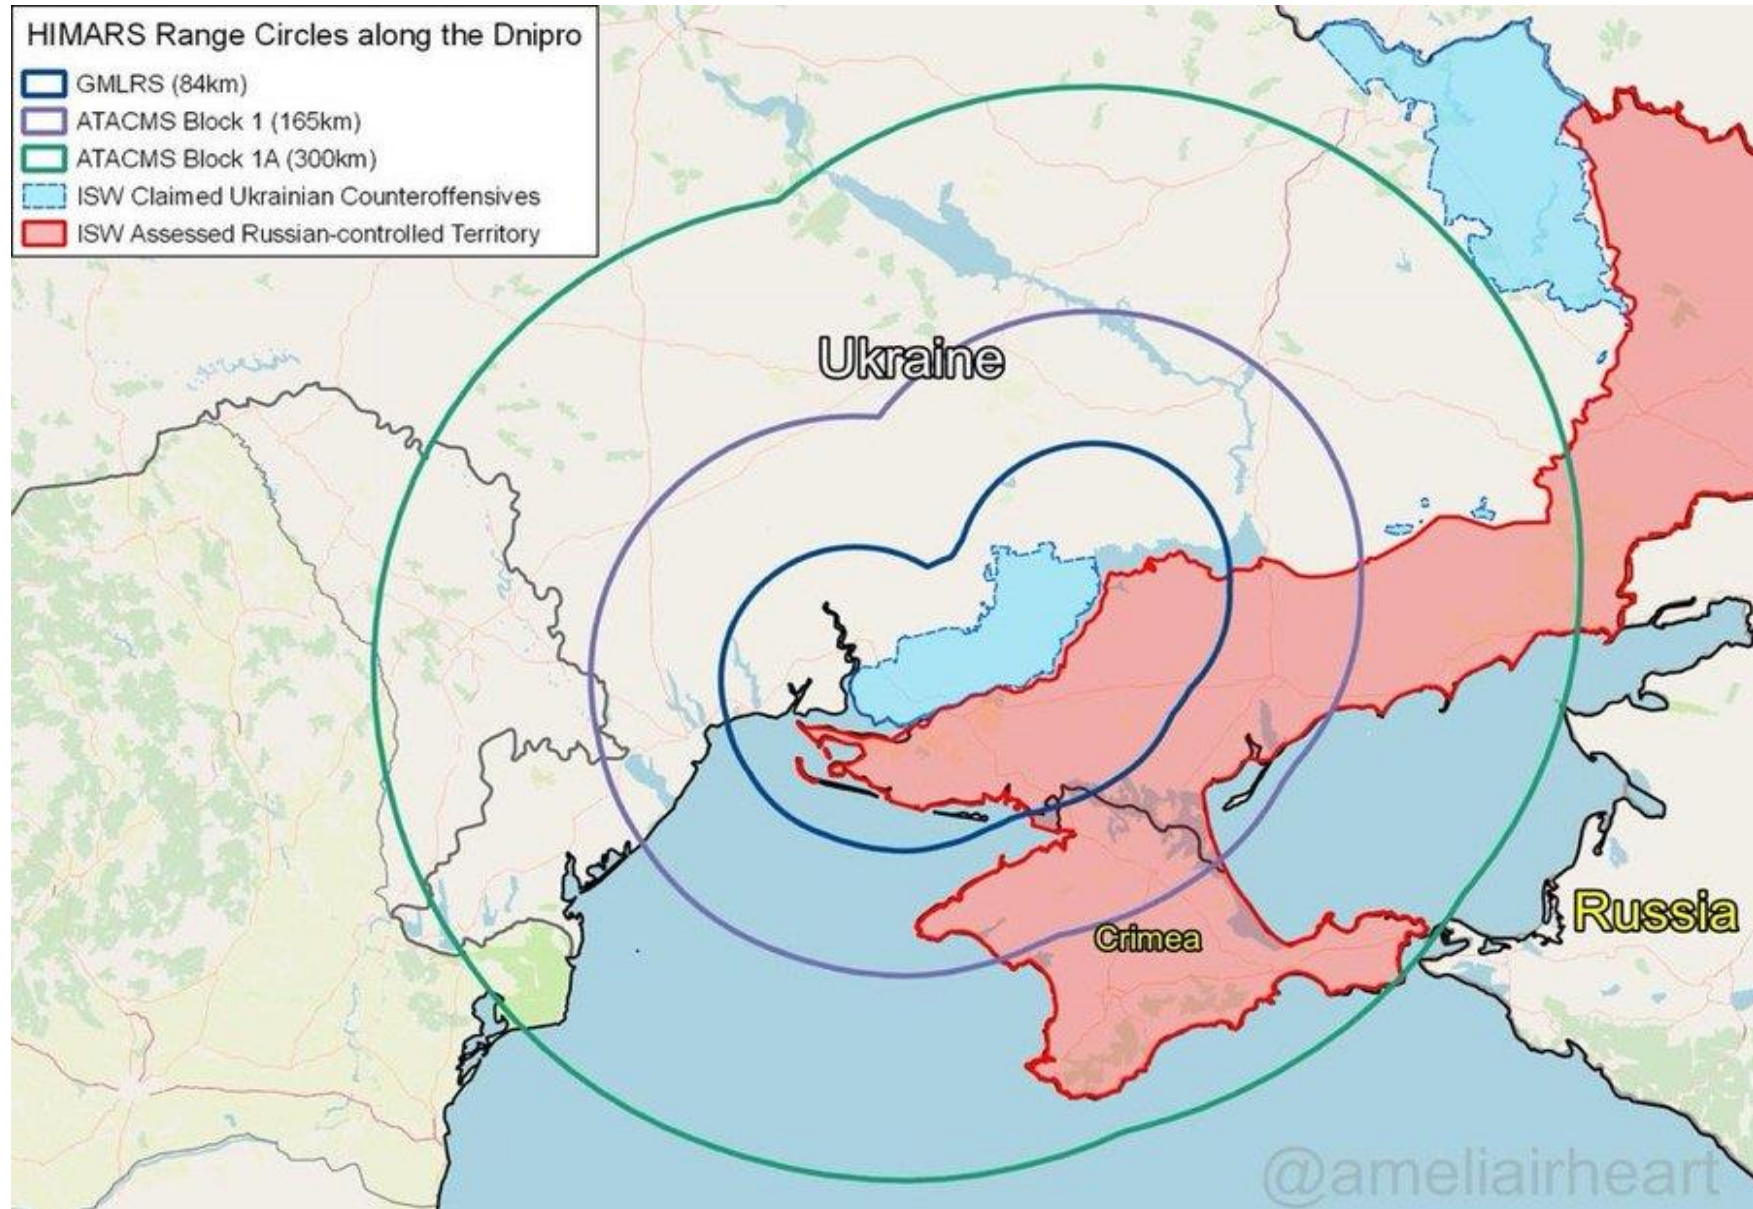 HIMARS Range Circles along the Dnipro
GMLRS (84km)
ATACMS Block 1 (165km)
ATACMS Block 1A (300km)
ISW Claimed Ukrainian Counteroffensives
ISW Assessed Russian-controlled Territory
Ukraine
Russia
Crimea
@ameliairheart